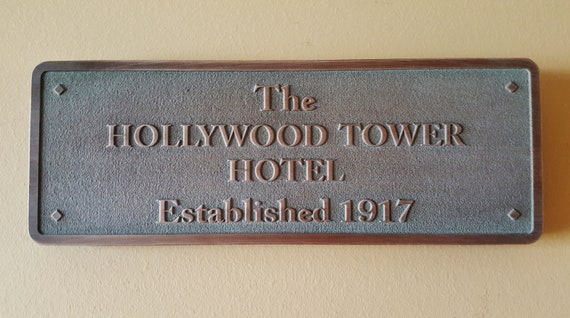 The
HOLLYWOOD TOWER
HOTEL
Established 1917